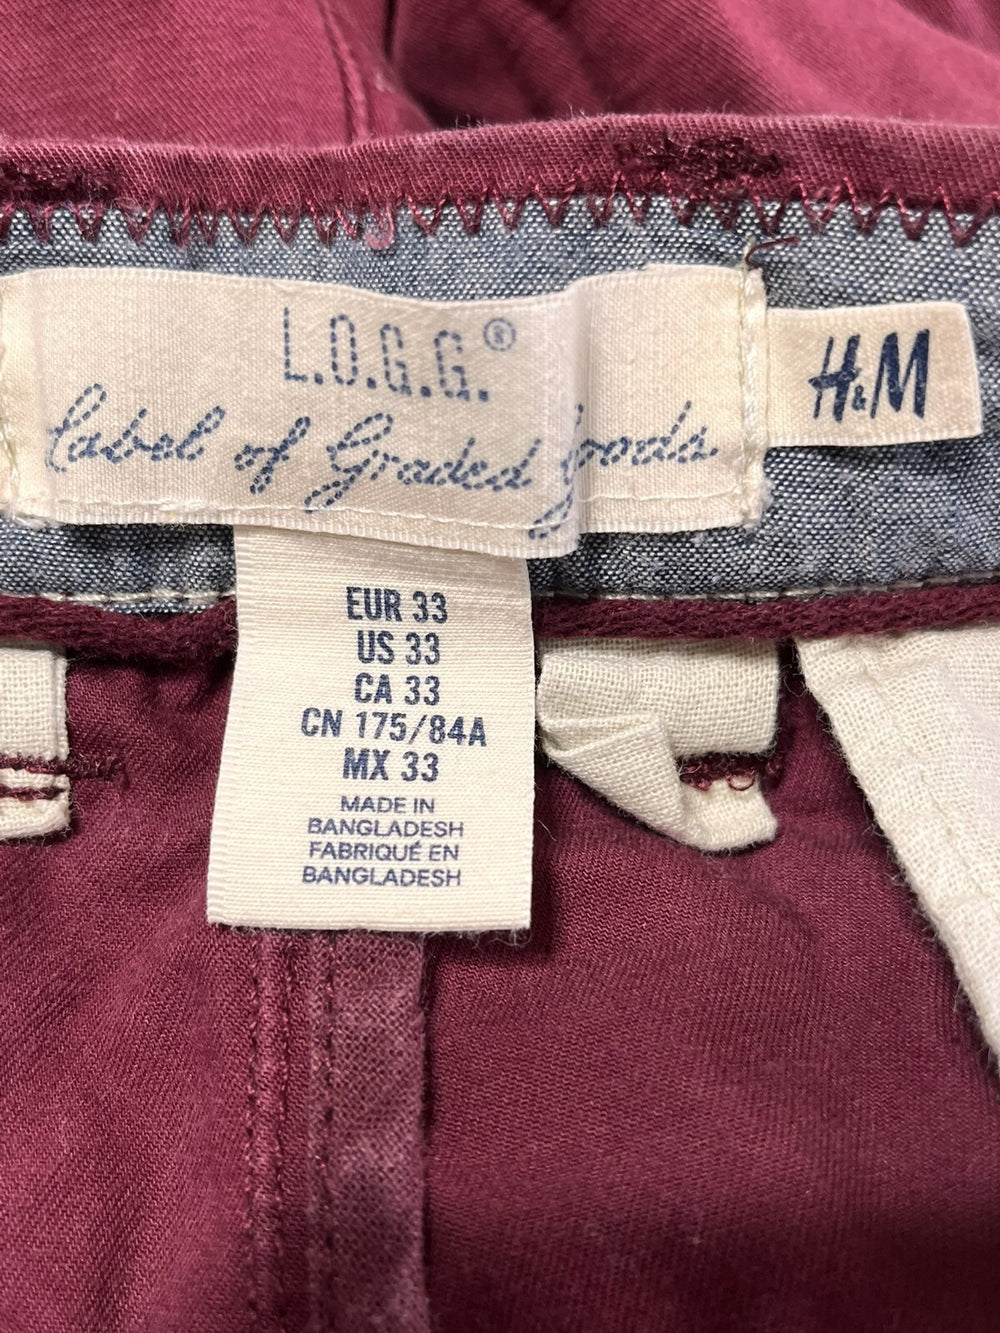 L.O.G.G.®
Label of Graded Goods
H&M
EUR 33
US 33
CA 33
CN 175/84A
MX 33
MADE IN
BANGLADESH
FABRIQUÉ EN
BANGLADESH